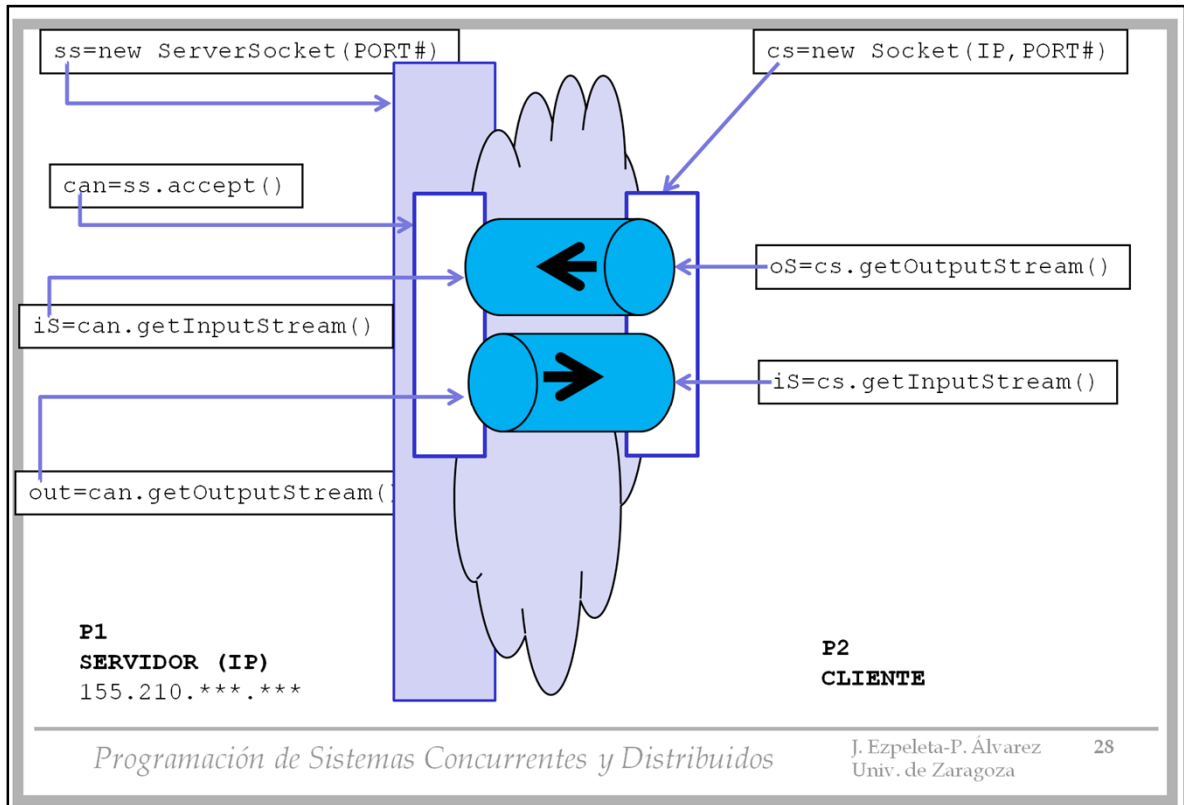 ss=new ServerSocket(PORT#)
cs=new Socket(IP,PORT#)
can=ss.accept()
oS=cs.getOutputStream()
iS=can.getInputStream()
iS=cs.getInputStream()
out=can.getOutputStream(
P1
SERVIDOR (IP)
155.210.***.***
P2
CLIENTE
Programación de Sistemas Concurrentes y Distribuidos
J. Ezpeleta-P. Álvarez 28
Univ. de Zaragoza